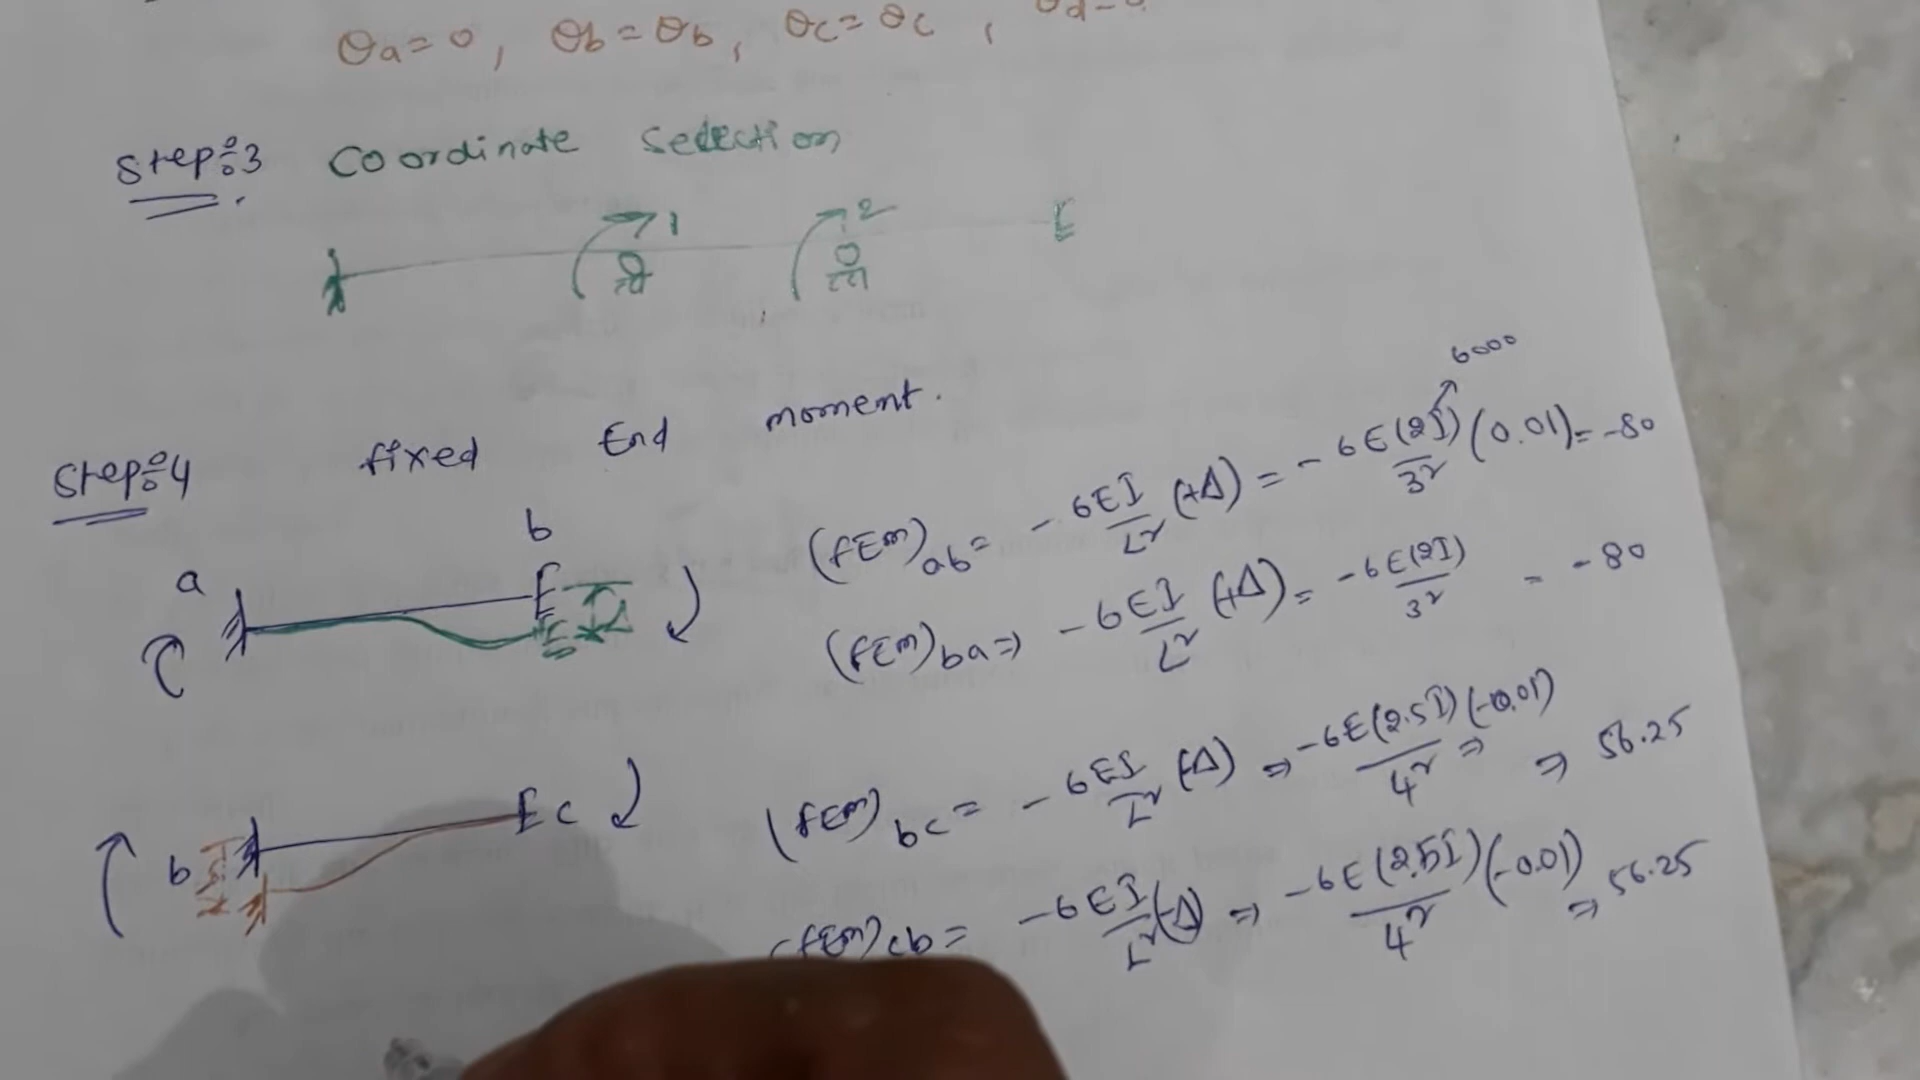 θa=0, θb=θb, θc=θc,
Step:3 Coordinate Selection
1 2
Step:4 fixed End moment.
6000
(FEM)ab= -6EI/L² (+Δ) = -6E(2I)/3² (0.01)= -80
a b
(FEM)ba ⇒ -6EI/L² (+Δ) = -6E(2I)/3² = -80
(FEM)bc = -6EI/L² (-Δ) ⇒ -6E(2.5I)(-0.01)/4² ⇒ ⇒ 56.25
b c
(FEM)cb = -6EI/L² (-Δ) ⇒ -6E(2.5I)/4² (-0.01) ⇒ 56.25